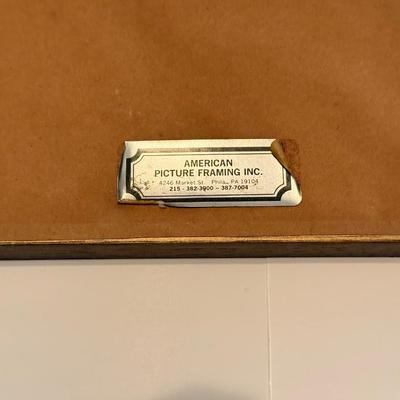 AMERICAN
PICTURE FRAMING INC.
4246 Market St. Phila., PA 19104
215 - 382-3900 – 387-7004